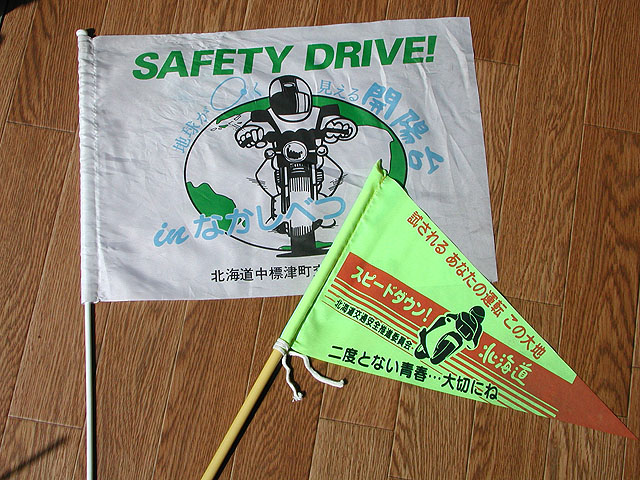 SAFETY DRIVE!
地球が丸く見える開陽台
inなかしべつ
北海道中標津町
試される あなたの運転 この大地
スピードダウン!
北海道交通安全推進委員会
北海道
二度とない青春…大切にね